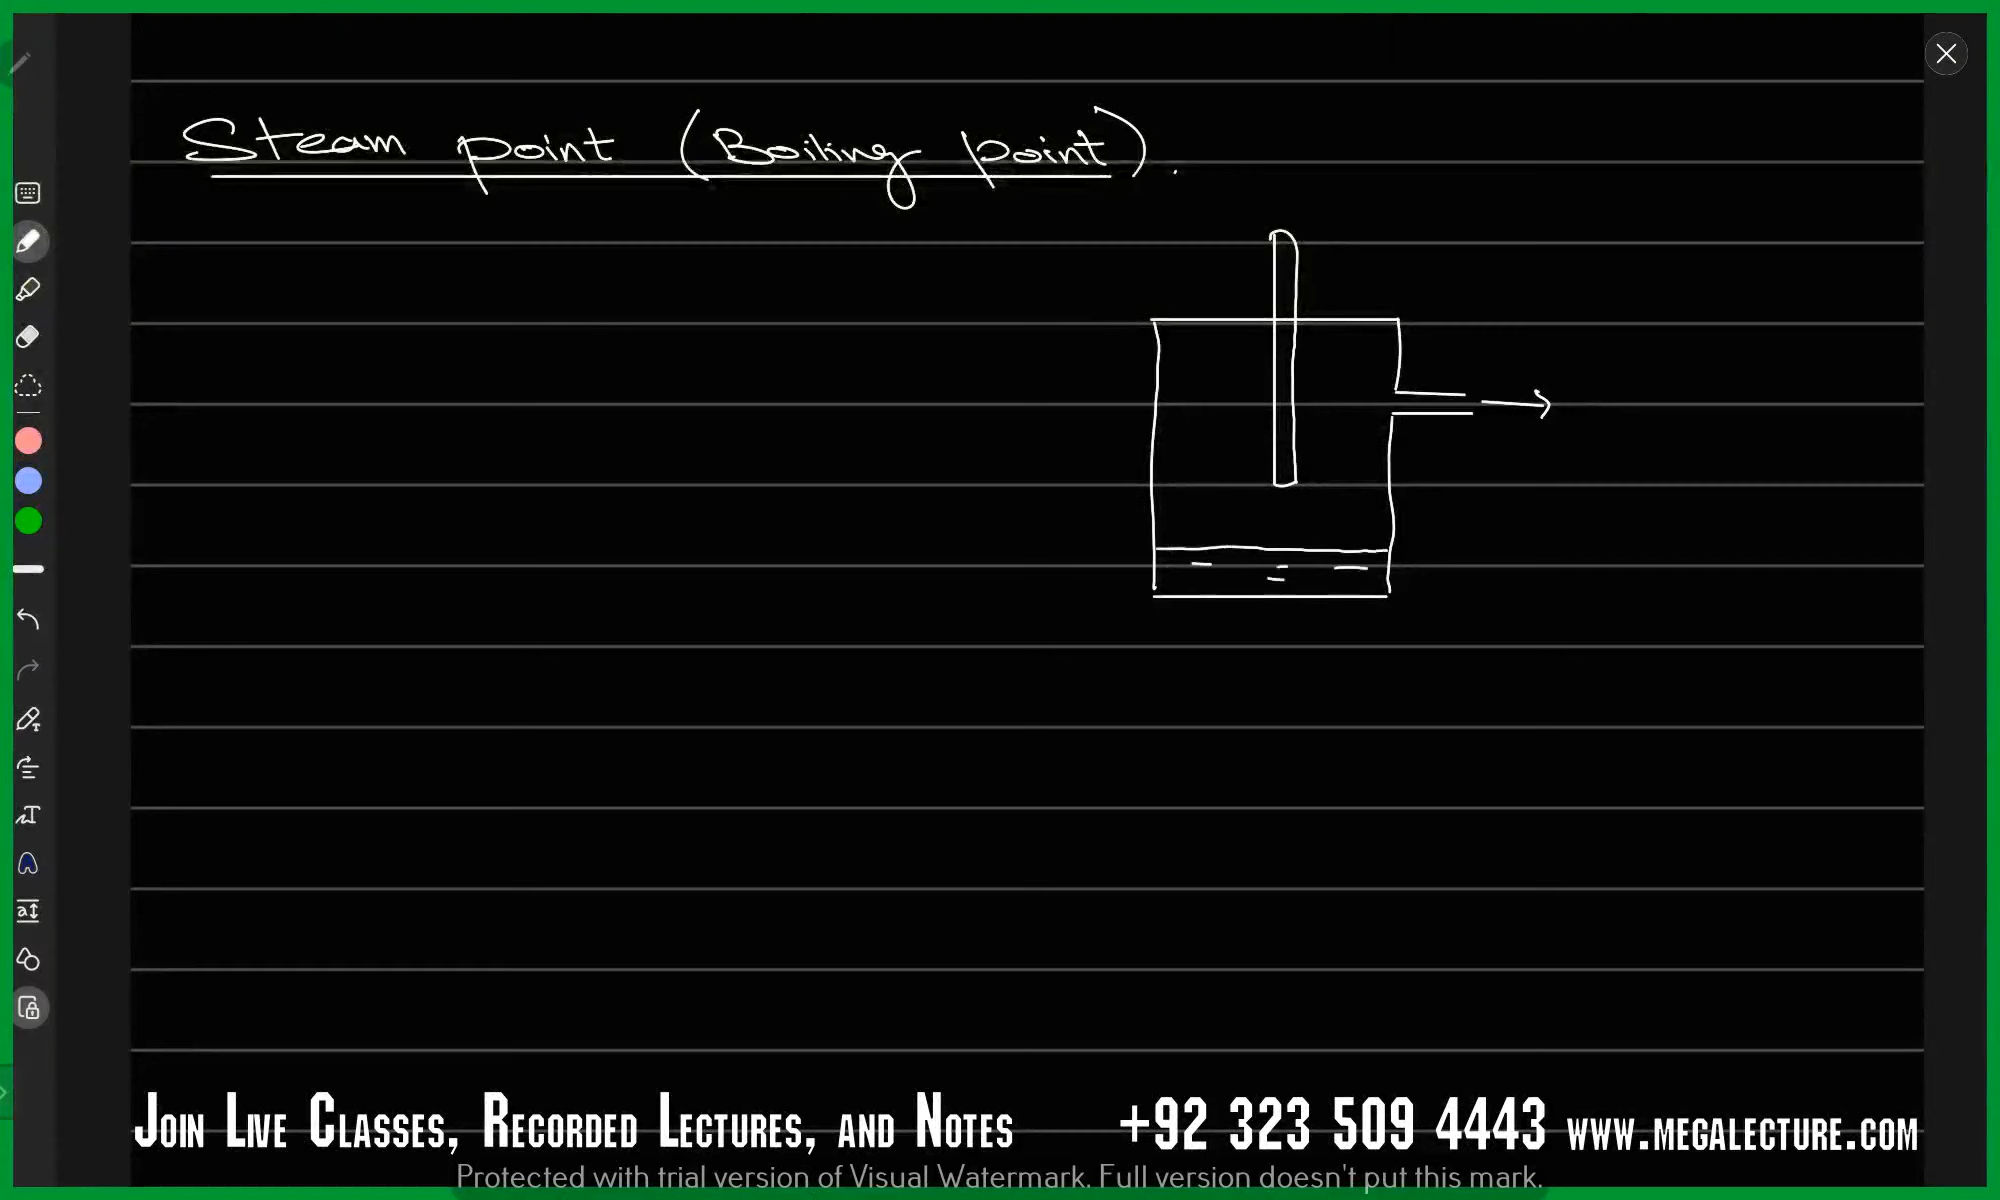 Steam point (Boiling point).
Join Live Classes, Recorded Lectures, and Notes +92 323 509 4443 www.megalecture.com
Protected with trial version of Visual Watermark. Full version doesn't put this mark.